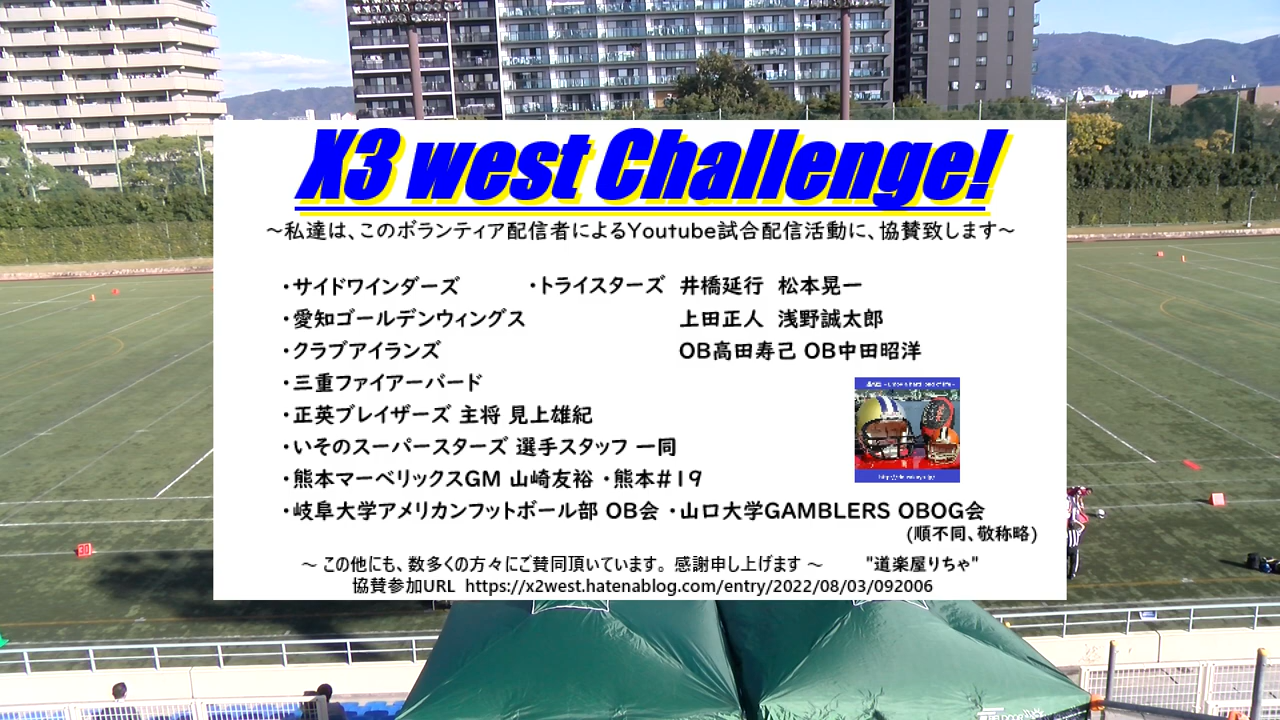 X3 west Challenge!
～私達は、このボランティア配信者によるYoutube試合配信活動に、協賛致します～
・サイドワインダーズ ・トライスターズ 井橋延行 松本晃一
・愛知ゴールデンウィングス 上田正人 浅野誠太郎
・クラブアイランズ OB高田寿己 OB中田昭洋
・三重ファイアーバード
・正英ブレイザーズ 主将 見上雄紀
・いそのスーパースターズ 選手スタッフ 一同
・熊本マーベリックスGM 山崎友裕 ・熊本#19
・岐阜大学アメリカンフットボール部 OB会 ・山口大学GAMBLERS OBOG会
(順不同、敬称略)
～ この他にも、数多くの方々にご賛同頂いています。感謝申し上げます ～ "道楽屋りちゃ"
協賛参加URL https://x2west.hatenablog.com/entry/2022/08/03/092006
30